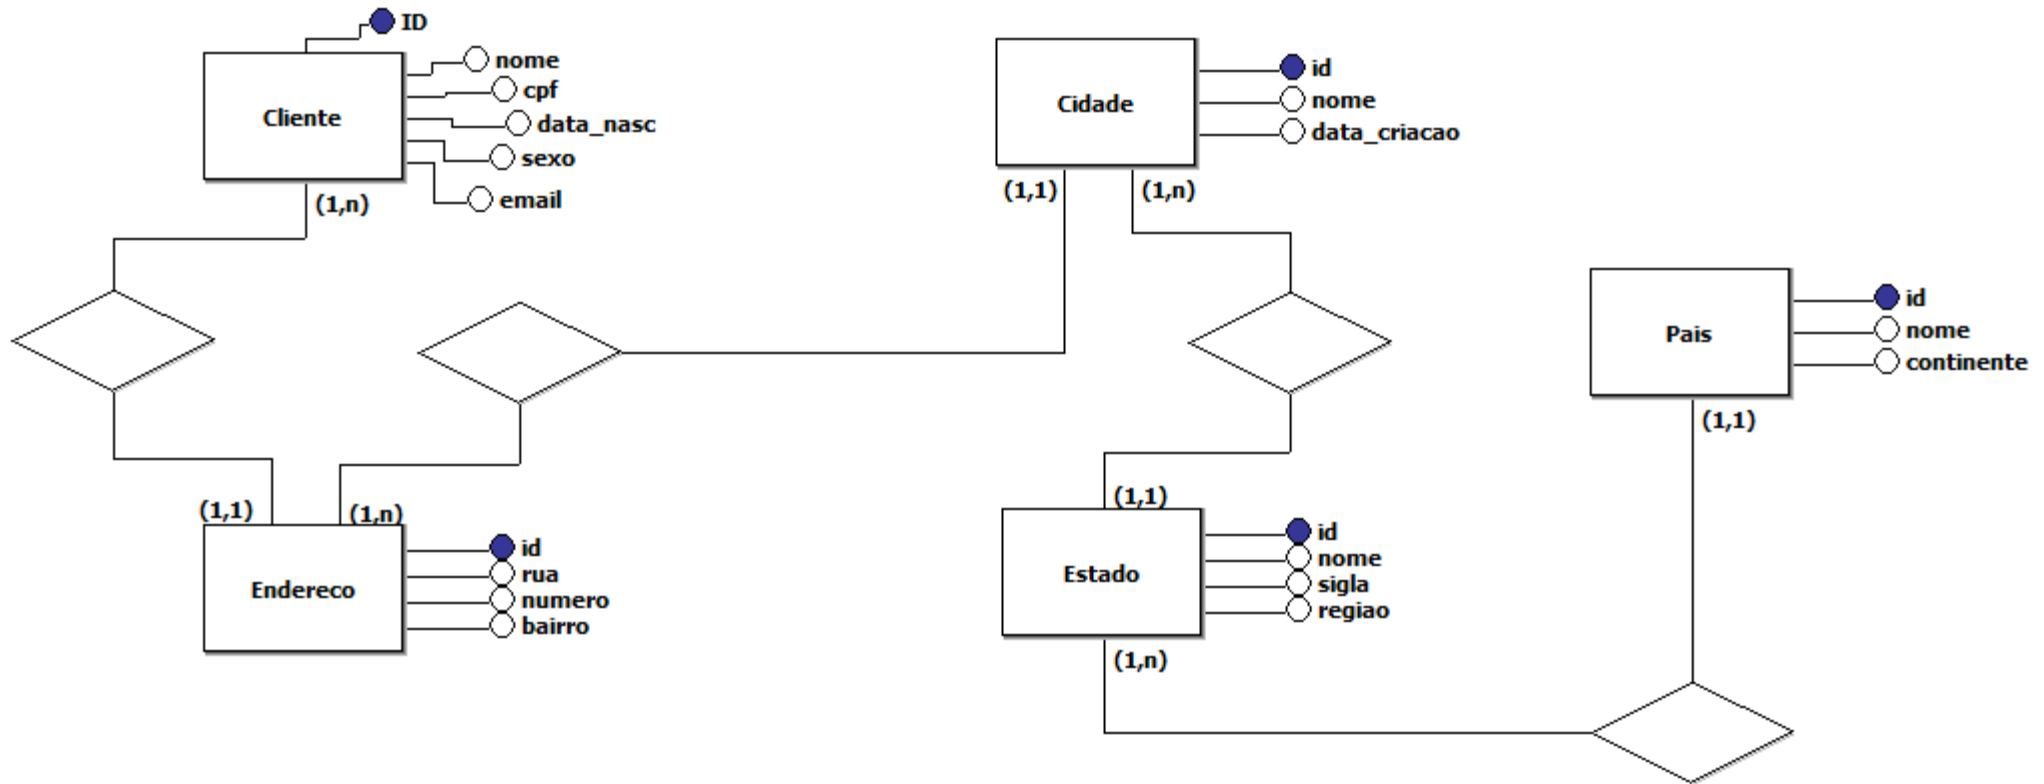 ID
nome
cpf
Cliente
data_nasc
sexo
email
(1,n)
id
nome
Cidade
data_criacao
(1,1)
(1,n)
id
nome
Pais
continente
(1,1)
(1,1)
(1,n)
id
rua
Endereco
numero
bairro
(1,1)
id
nome
Estado
sigla
regiao
(1,n)